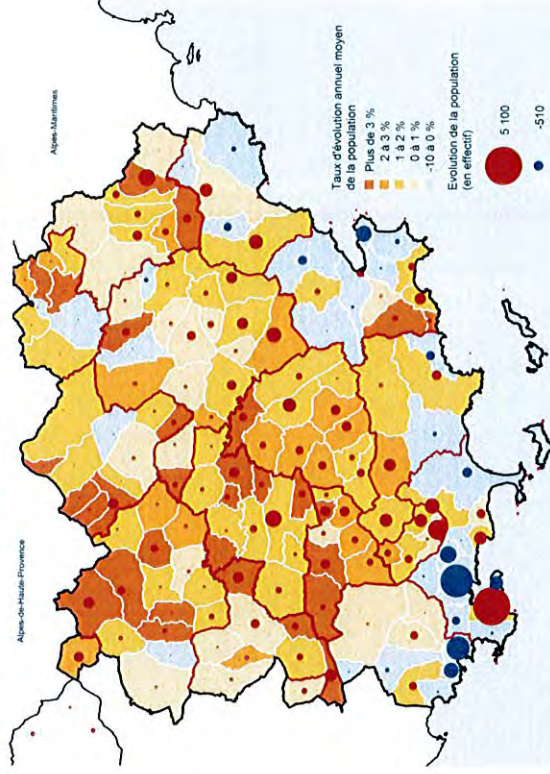 Alpes-de-Haute-Provence
Alpes-Maritimes
Taux d'évolution annuel moyen
de la population
Plus de 3 %
2 à 3 %
1 à 2 %
0 à 1 %
-10 à 0 %
Evolution de la population
(en effectif)
5 100
-510